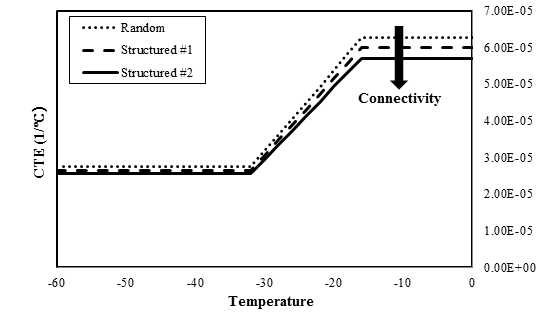 Random
Structured #1
Structured #2
Connectivity
CTE (1/℃)
7.00E-05
6.00E-05
5.00E-05
4.00E-05
3.00E-05
2.00E-05
1.00E-05
0.00E+00
-60 -50 -40 -30 -20 -10 0
Temperature